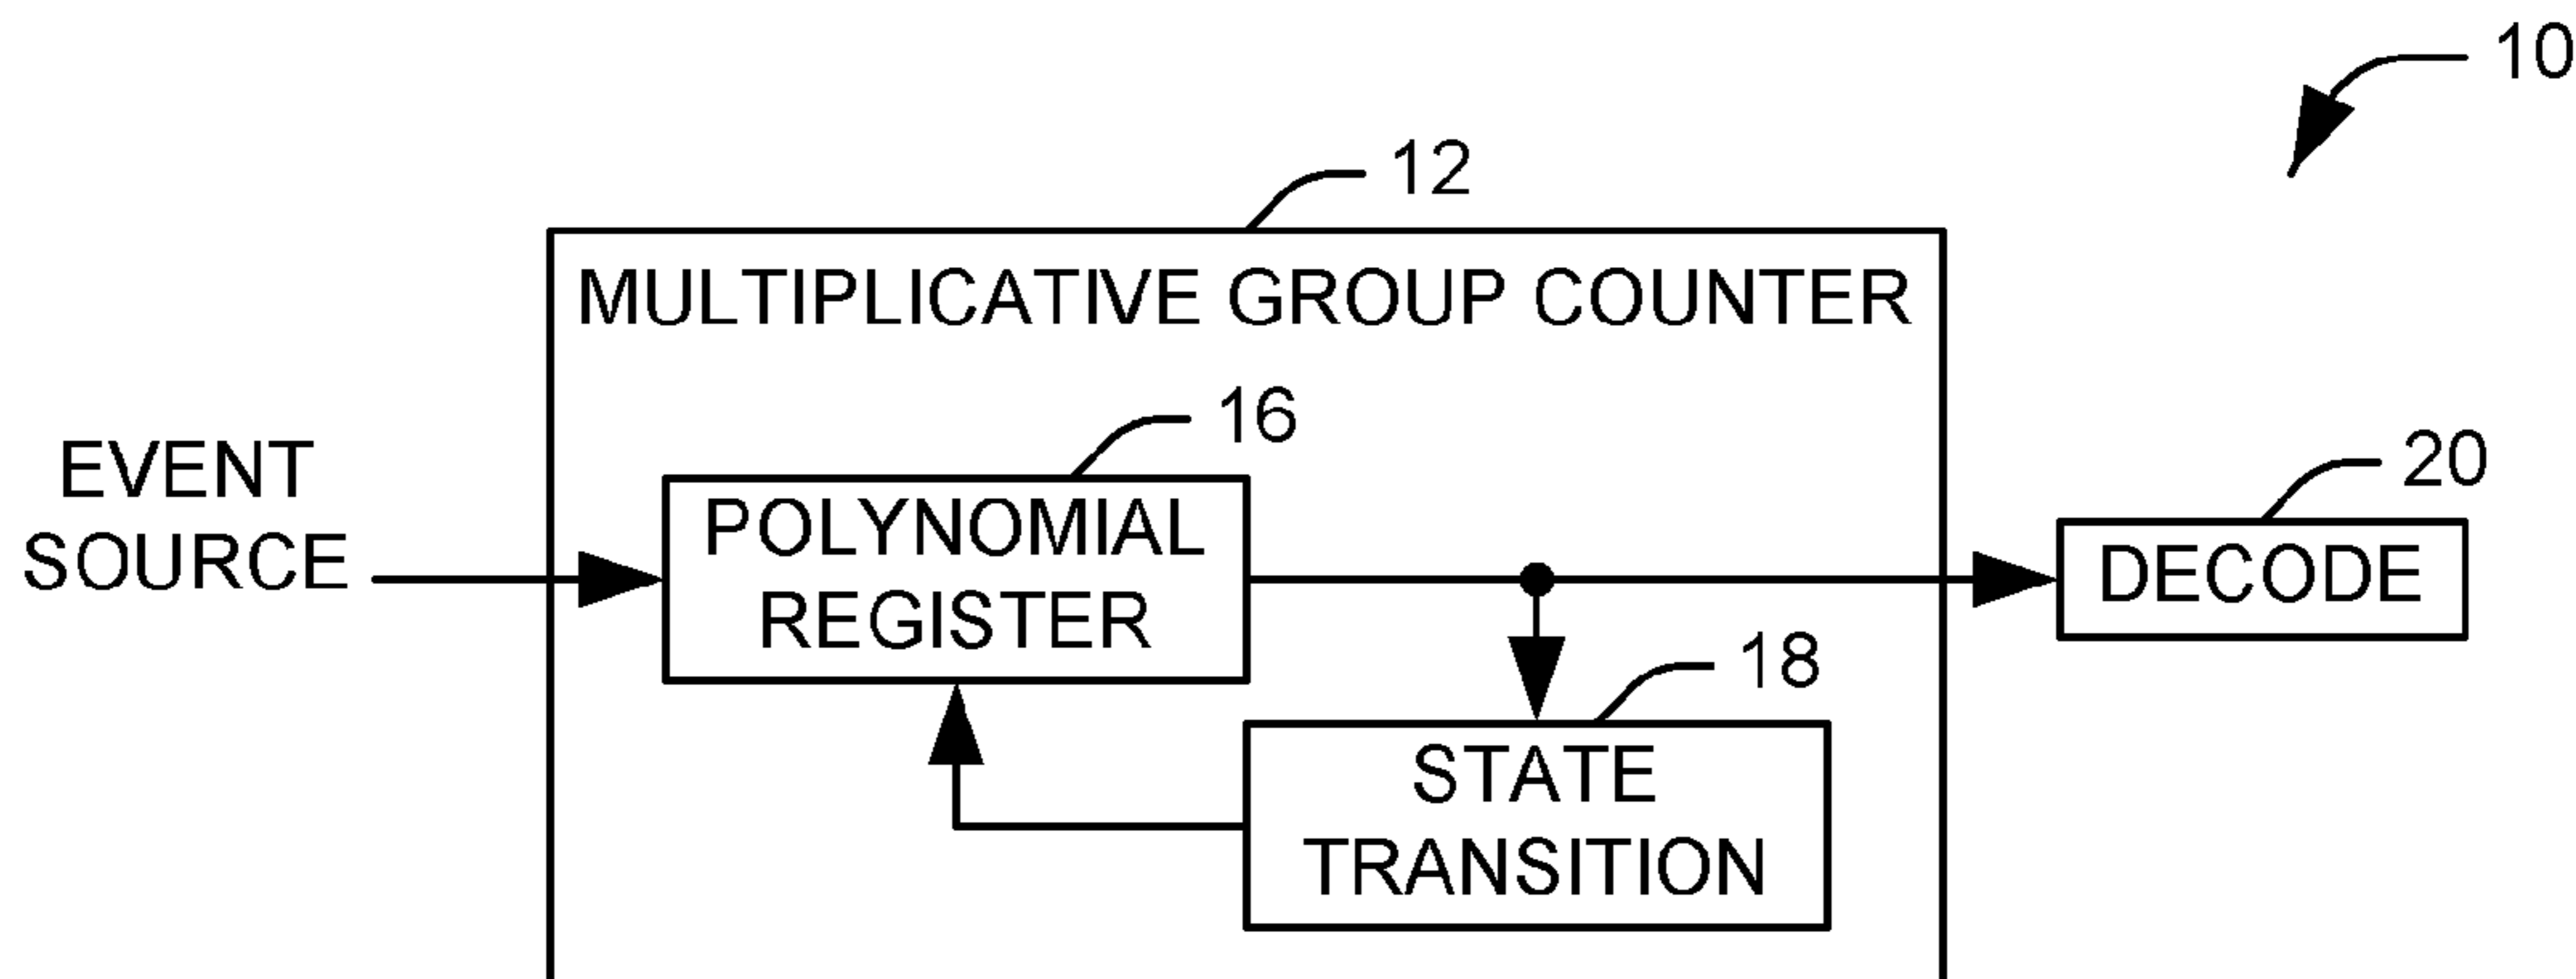 10
12
MULTIPLICATIVE GROUP COUNTER
16
EVENT
SOURCE
POLYNOMIAL
REGISTER
20
DECODE
18
STATE
TRANSITION